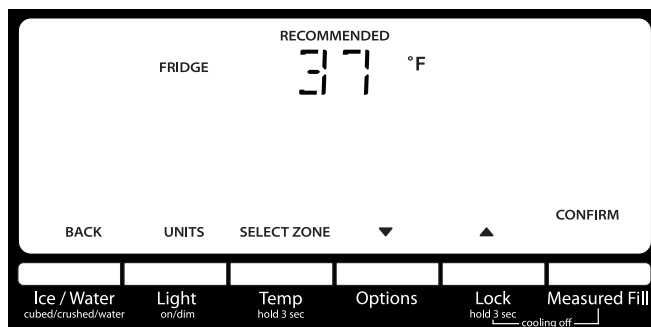 RECOMMENDED
FRIDGE 37 °F
CONFIRM
BACK UNITS SELECT ZONE ▼ ▲
Ice / Water Light Temp Options Lock Measured Fill
cubed/crushed/water on/dim hold 3 sec hold 3 sec
cooling off